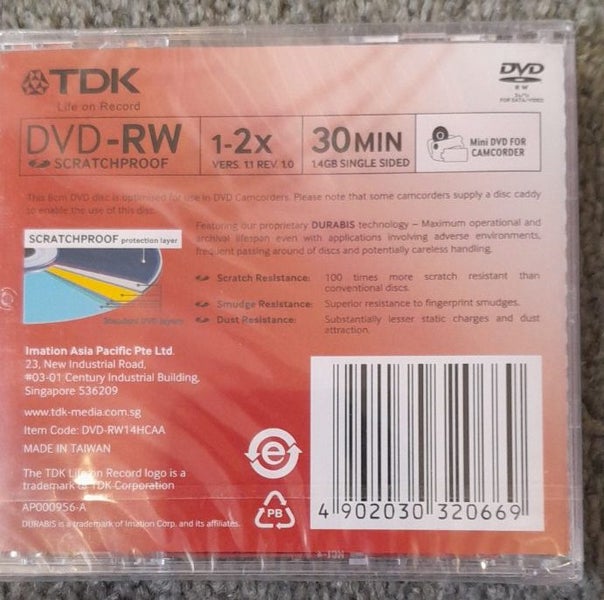 TDK
Life on Record
DVD
R W
FOR DATA/VIDEO
DVD-RW
SCRATCHPROOF
1-2x
VERS. 1.1 REV. 1.0
30MIN
1.4GB SINGLE SIDED
Mini DVD FOR
CAMCORDER
This 8cm DVD disc is optimised for use in DVD Camcorders. Please note that some camcorders supply a disc caddy
to enable the use of this disc.
Featuring our proprietary DURABIS technology – Maximum operational and
archival lifespan even with applications involving adverse environments,
frequent passing around of discs and potentially careless handling.
SCRATCHPROOF protection layer
Standard DVD layers
Scratch Resistance: 100 times more scratch resistant than
conventional discs.
Smudge Resistance: Superior resistance to fingerprint smudges.
Dust Resistance: Substantially lesser static charges and dust
attraction.
Imation Asia Pacific Pte Ltd.
23, New Industrial Road,
#03-01 Century Industrial Building,
Singapore 536209
www.tdk-media.com.sg
Item Code: DVD-RW14HCAA
MADE IN TAIWAN
The TDK Life on Record logo is a
trademark of TDK Corporation
AP000956-A
DURABIS is a trademark of Imation Corp. and its affiliates.
e
PB
4 902030 320669